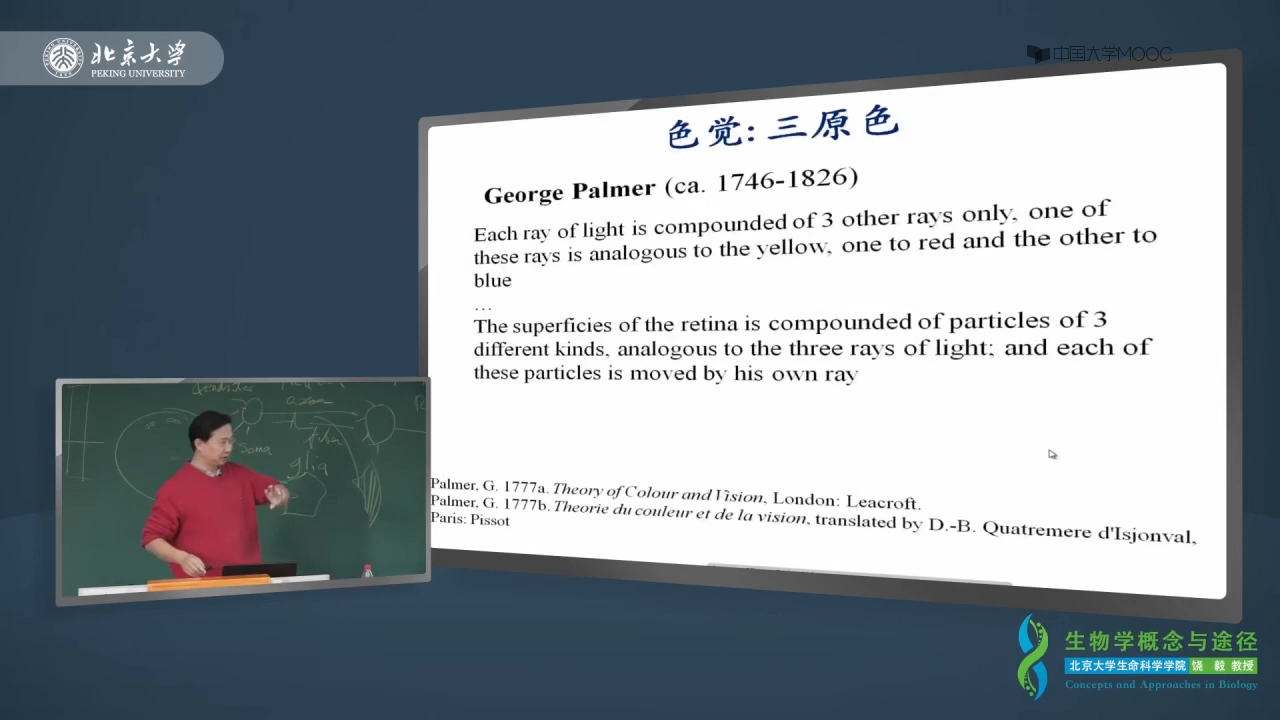 北京大学
PEKING UNIVERSITY
中国大学MOOC
色觉: 三原色
George Palmer (ca. 1746-1826)
Each ray of light is compounded of 3 other rays only, one of
these rays is analogous to the yellow, one to red and the other to
blue
…
The superficies of the retina is compounded of particles of 3
different kinds, analogous to the three rays of light; and each of
these particles is moved by his own ray
Palmer, G. 1777a. Theory of Colour and Vision, London: Leacroft.
Palmer, G. 1777b. Theorie du couleur et de la vision, translated by D.-B. Quatremere d'Isjonval,
Paris: Pissot
axon
Soma
glia
生物学概念与途径
北京大学生命科学学院 饶 毅 教授
Concepts and Approaches in Biology